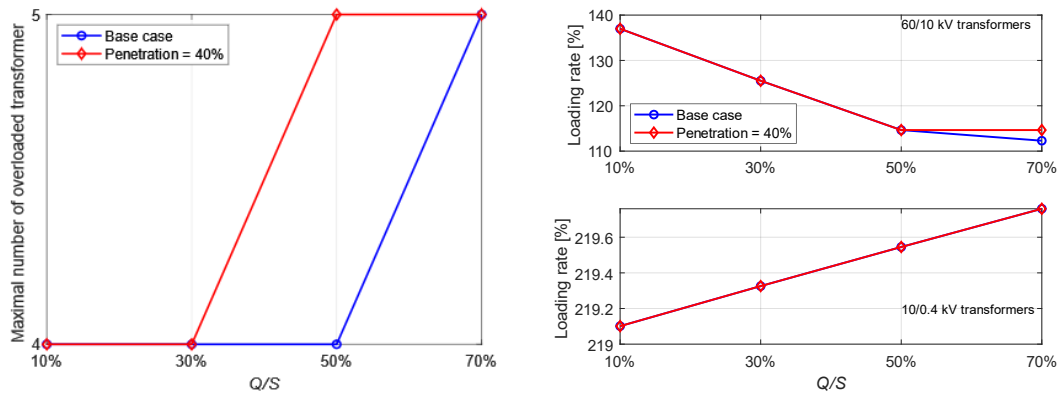 Maximal number of overloaded transformer
5
4
Base case
Penetration = 40%
10%
30%
50%
70%
Q/S
Loading rate [%]
140
130
120
110
60/10 kV transformers
Base case
Penetration = 40%
10%
30%
50%
70%
Loading rate [%]
219.6
219.4
219.2
219
10/0.4 kV transformers
10%
30%
50%
70%
Q/S